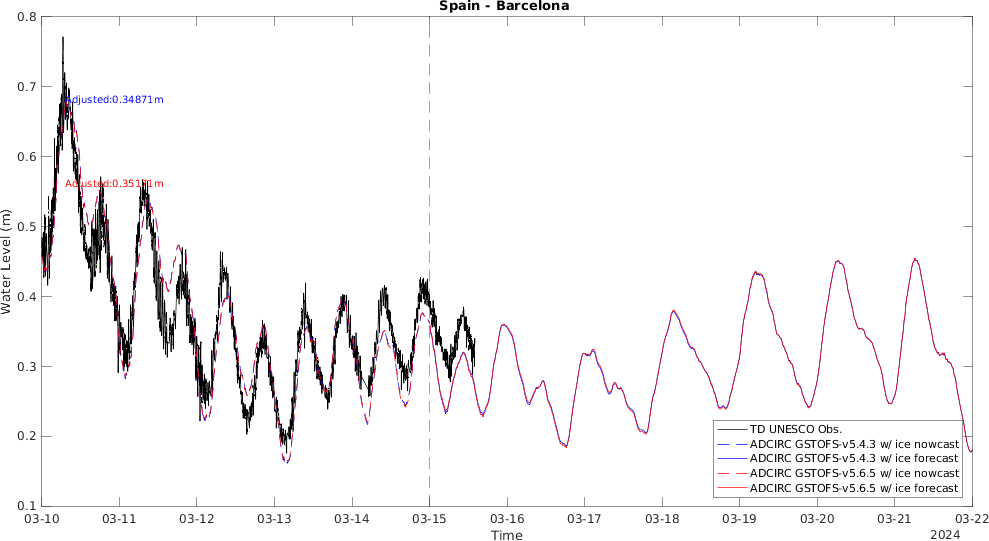 Spain - Barcelona
0.8
0.7
0.6
0.5
0.4
0.3
0.2
0.1
Water Level (m)
Adjusted:0.34871m
03-10 03-11 03-12 03-13 03-14 03-15 03-16 03-17 03-18 03-19 03-20 03-21 03-22
Time
2024
TD UNESCO Obs.
ADCIRC GSTOFS-v5.4.3 w/ ice nowcast
ADCIRC GSTOFS-v5.4.3 w/ ice forecast
ADCIRC GSTOFS-v5.6.5 w/ ice nowcast
ADCIRC GSTOFS-v5.6.5 w/ ice forecast